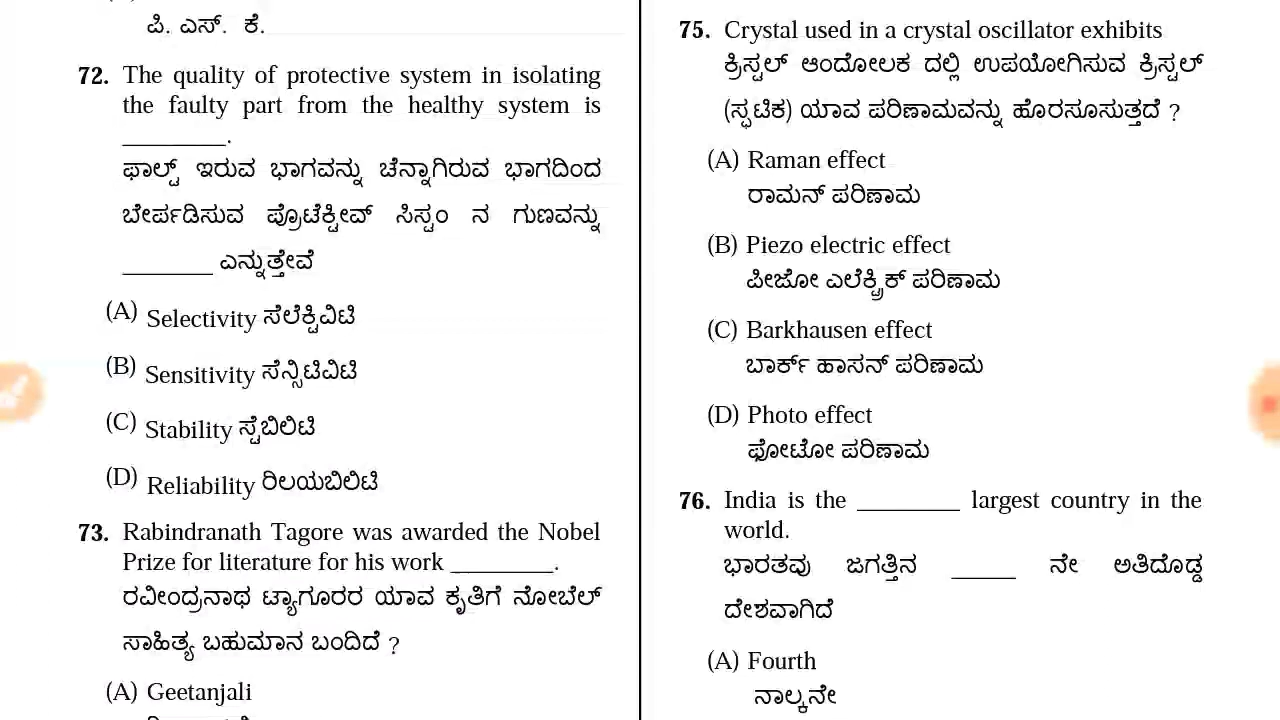 ಪಿ. ಎಸ್. ಕೆ.
72. The quality of protective system in isolating
the faulty part from the healthy system is
________.
ಫಾಲ್ಟ್ ಇರುವ ಭಾಗವನ್ನು ಚೆನ್ನಾಗಿರುವ ಭಾಗದಿಂದ
ಬೇರ್ಪಡಿಸುವ ಪ್ರೊಟೆಕ್ಟೀವ್ ಸಿಸ್ಟಂ ನ ಗುಣವನ್ನು
_______ ಎನ್ನುತ್ತೇವೆ
(A) Selectivity ಸೆಲೆಕ್ಟಿವಿಟಿ
(B) Sensitivity ಸೆನ್ಸಿಟಿವಿಟಿ
(C) Stability ಸ್ಟೆಬಿಲಿಟಿ
(D) Reliability ರಿಲಯಬಿಲಿಟಿ
73. Rabindranath Tagore was awarded the Nobel
Prize for literature for his work ________.
ರವೀಂದ್ರನಾಥ ಟ್ಯಾಗೂರರ ಯಾವ ಕೃತಿಗೆ ನೋಬೆಲ್
ಸಾಹಿತ್ಯ ಬಹುಮಾನ ಬಂದಿದೆ ?
(A) Geetanjali
75. Crystal used in a crystal oscillator exhibits
ಕ್ರಿಸ್ಟಲ್ ಆಂದೋಲಕ ದಲ್ಲಿ ಉಪಯೋಗಿಸುವ ಕ್ರಿಸ್ಟಲ್
(ಸ್ಫಟಿಕ) ಯಾವ ಪರಿಣಾಮವನ್ನು ಹೊರಸೂಸುತ್ತದೆ ?
(A) Raman effect
ರಾಮನ್ ಪರಿಣಾಮ
(B) Piezo electric effect
ಪೀಜೋ ಎಲೆಕ್ಟ್ರಿಕ್ ಪರಿಣಾಮ
(C) Barkhausen effect
ಬಾರ್ಕ್ ಹಾಸನ್ ಪರಿಣಾಮ
(D) Photo effect
ಫೋಟೋ ಪರಿಣಾಮ
76. India is the ________ largest country in the
world.
ಭಾರತವು ಜಗತ್ತಿನ _____ ನೇ ಅತಿದೊಡ್ಡ
ದೇಶವಾಗಿದೆ
(A) Fourth
ನಾಲ್ಕನೇ